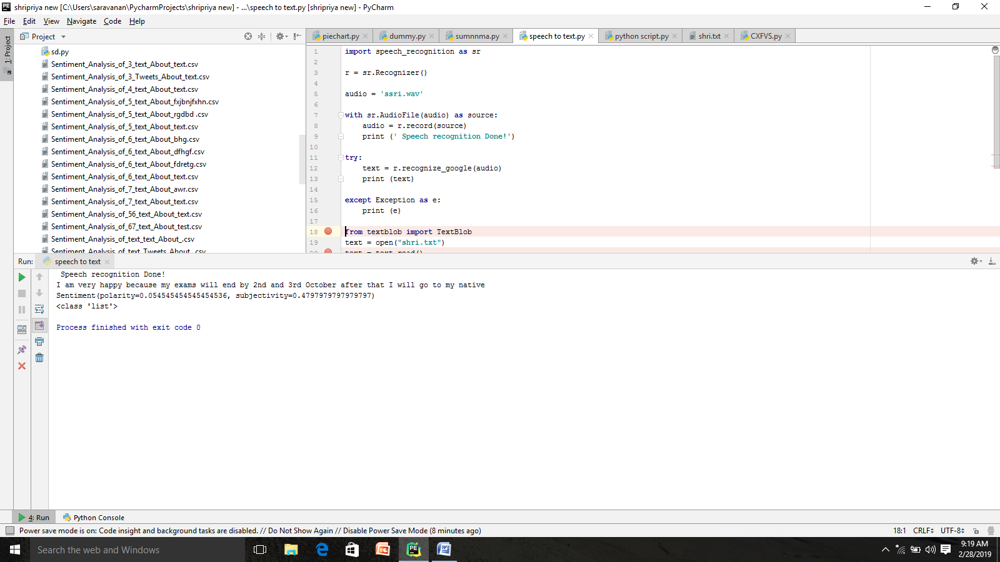 shripriya new [C:\Users\saravanan\PycharmProjects\shripriya new] - ...\speech to text.py [shripriya new] - PyCharm
File Edit View Navigate Code Help
1: Project
Project
sd.py
Sentiment_Analysis_of_3_text_About_text.csv
Sentiment_Analysis_of_3_Tweets_About_text.csv
Sentiment_Analysis_of_4_text_About_text.csv
Sentiment_Analysis_of_5_text_About_fxjbnjfxhn.csv
Sentiment_Analysis_of_5_text_About_rgdbd .csv
Sentiment_Analysis_of_5_text_About_text.csv
Sentiment_Analysis_of_6_text_About_bhg.csv
Sentiment_Analysis_of_6_text_About_dfhgf.csv
Sentiment_Analysis_of_6_text_About_fdretg.csv
Sentiment_Analysis_of_6_text_About_text.csv
Sentiment_Analysis_of_7_text_About_awr.csv
Sentiment_Analysis_of_7_text_About_text.csv
Sentiment_Analysis_of_56_text_About_text.csv
Sentiment_Analysis_of_67_text_About_test.csv
Sentiment_Analysis_of_text_text_About_.csv
Sentiment_Analysis_of_text_Tweets_About_.csv
piechart.py dummy.py sumnnma.py speech to text.py python script.py shri.txt CXFVS.py
1 import speech_recognition as sr
2
3 r = sr.Recognizer()
4
5 audio = 'ssri.wav'
6
7 with sr.AudioFile(audio) as source:
8 audio = r.record(source)
9 print (' Speech recognition Done!')
10
11 try:
12 text = r.recognize_google(audio)
13 print (text)
14
15 except Exception as e:
16 print (e)
17
18 from textblob import TextBlob
19 text = open("shri.txt")
20 text = text.read()
Run: speech to text
Speech recognition Done!
I am very happy because my exams will end by 2nd and 3rd October after that I will go to my native
Sentiment(polarity=0.054545454545454536, subjectivity=0.4797979797979797)
<class 'list'>
Process finished with exit code 0
4: Run Python Console
Power save mode is on: Code insight and background tasks are disabled. // Do Not Show Again // Disable Power Save Mode (8 minutes ago)
18:1 CRLF UTF-8
Search the web and Windows
9:19 AM
2/28/2019